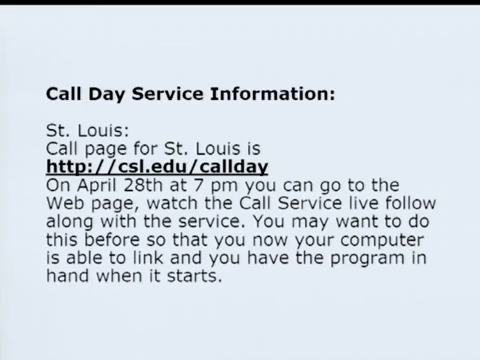 Call Day Service Information:
St. Louis:
Call page for St. Louis is
http://csl.edu/callday
On April 28th at 7 pm you can go to the
Web page, watch the Call Service live follow
along with the service. You may want to do
this before so that you now your computer
is able to link and you have the program in
hand when it starts.